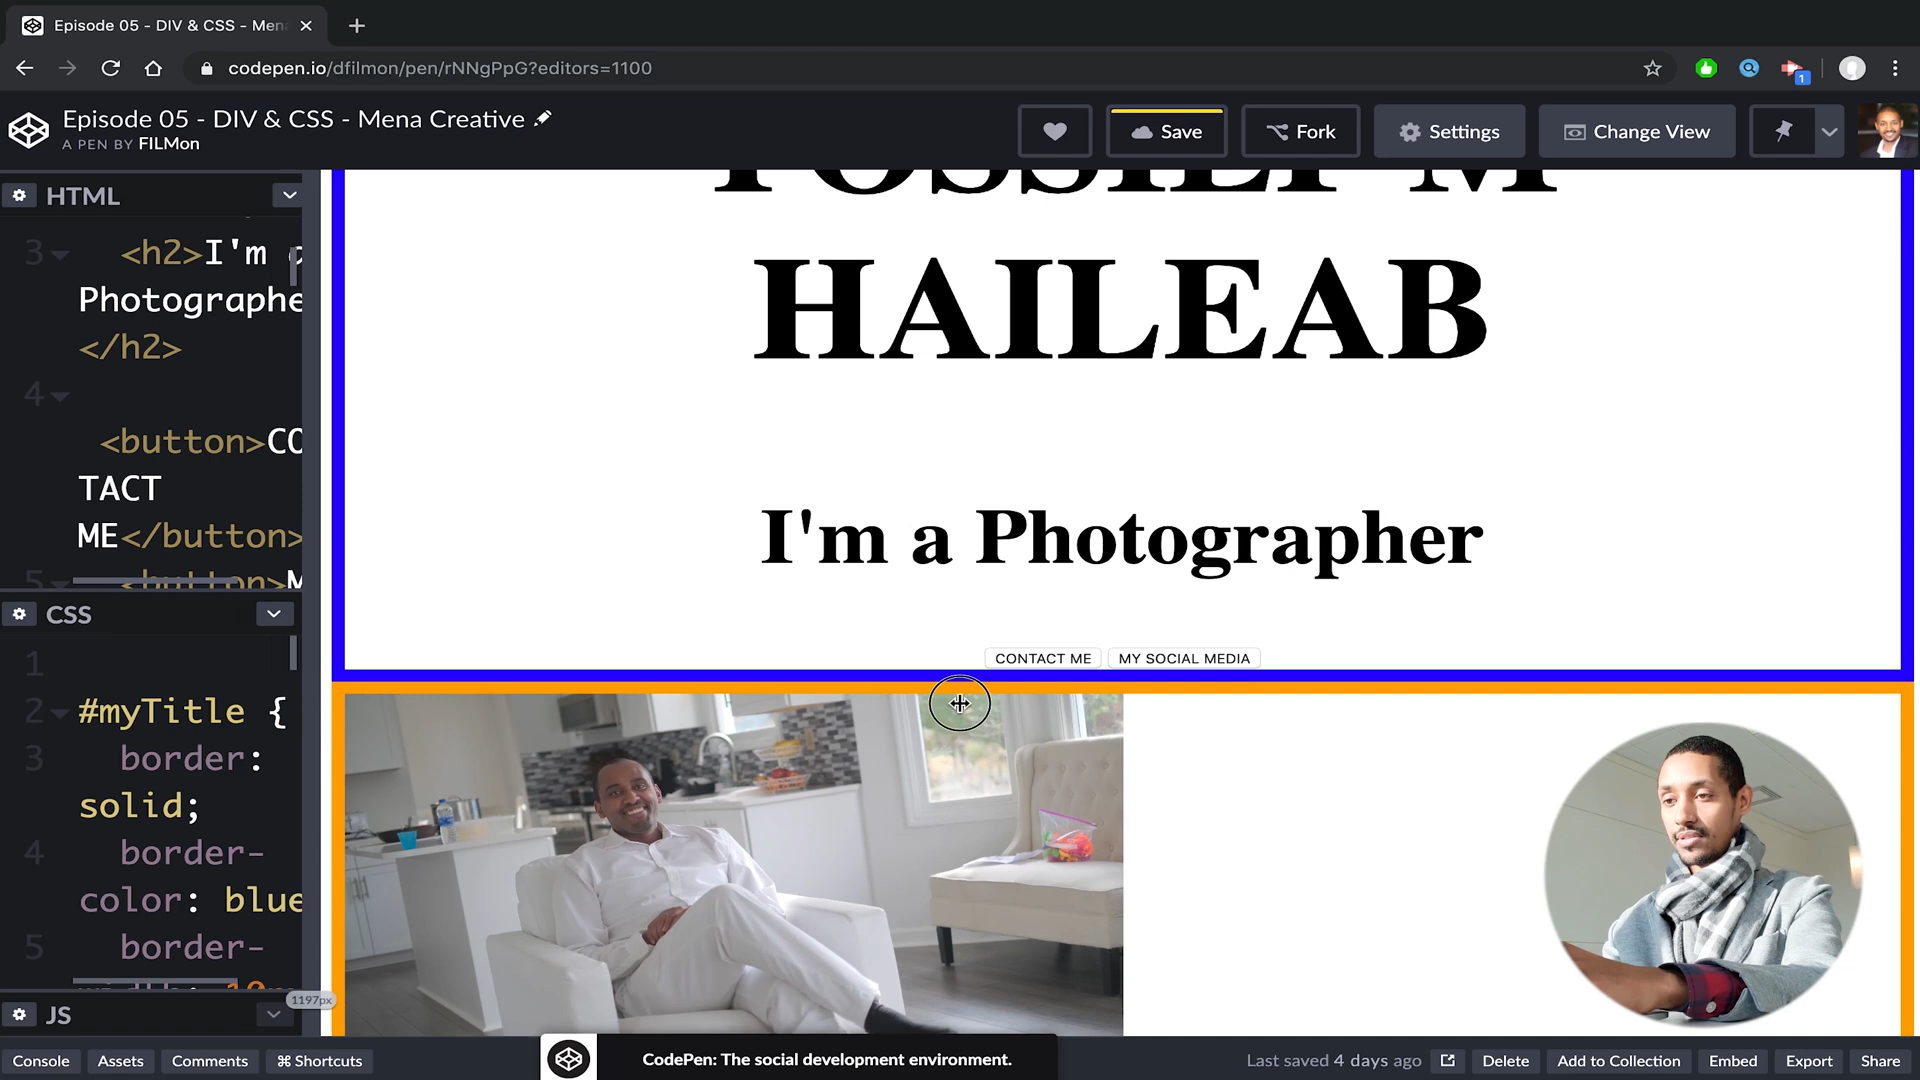 Episode 05 - DIV & CSS - Men
codepen.io/dfilmon/pen/rNNgPpG?editors=1100
1
Episode 05 - DIV & CSS - Mena Creative
A PEN BY FILMon
Save
Fork
Settings
Change View
HTML
3 <h2>I'm
Photographe
</h2>
4
<button>CO
TACT
ME</button>
5 <button>M
CSS
1
2 #myTitle {
3 border:
solid;
4 border-
color: blue
5 border-
JS
1197px
HAILEAB
I'm a Photographer
CONTACT ME
MY SOCIAL MEDIA
Console
Assets
Comments
⌘ Shortcuts
CodePen: The social development environment.
Last saved 4 days ago
Delete
Add to Collection
Embed
Export
Share